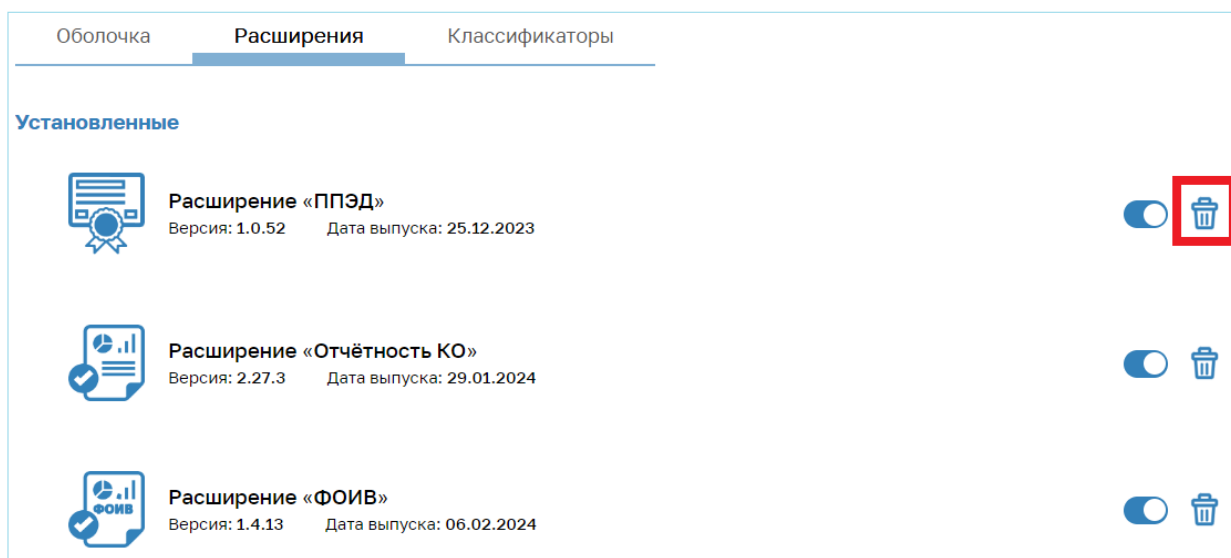 Оболочка Расширения Классификаторы
Установленные
Расширение «ППЭД»
Версия: 1.0.52 Дата выпуска: 25.12.2023
Расширение «Отчётность КО»
Версия: 2.27.3 Дата выпуска: 29.01.2024
ФОИВ
Расширение «ФОИВ»
Версия: 1.4.13 Дата выпуска: 06.02.2024